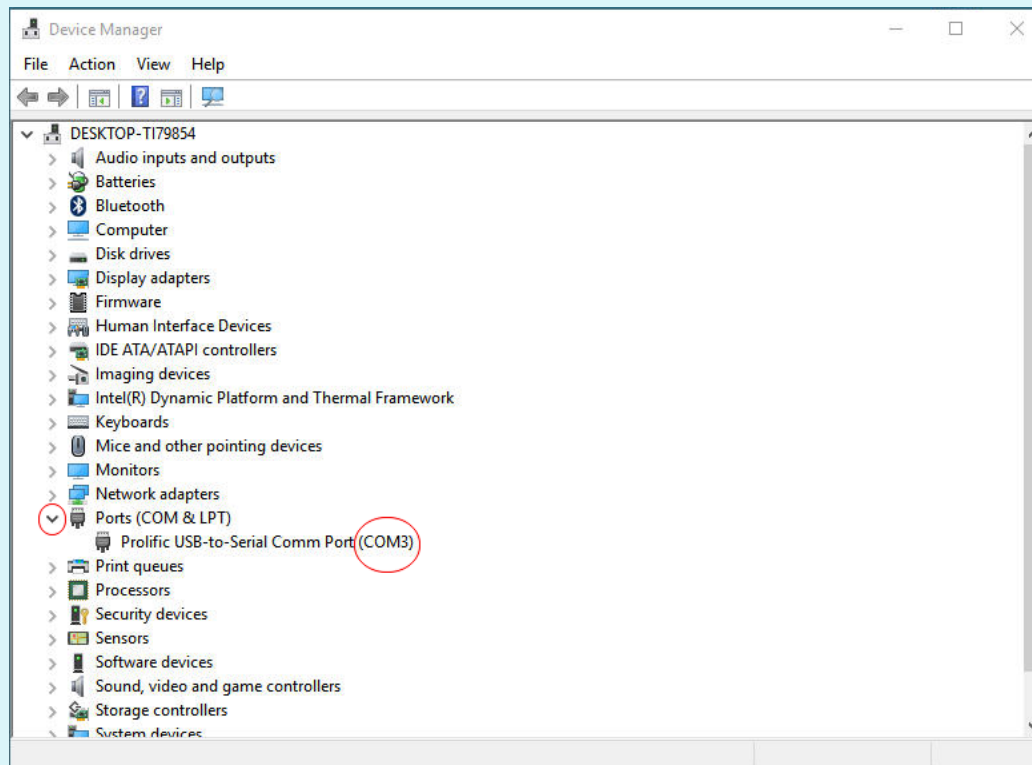 Device Manager
File Action View Help
DESKTOP-TI79854
Audio inputs and outputs
Batteries
Bluetooth
Computer
Disk drives
Display adapters
Firmware
Human Interface Devices
IDE ATA/ATAPI controllers
Imaging devices
Intel(R) Dynamic Platform and Thermal Framework
Keyboards
Mice and other pointing devices
Monitors
Network adapters
Ports (COM & LPT)
Prolific USB-to-Serial Comm Port (COM3)
Print queues
Processors
Security devices
Sensors
Software devices
Sound, video and game controllers
Storage controllers
System devices